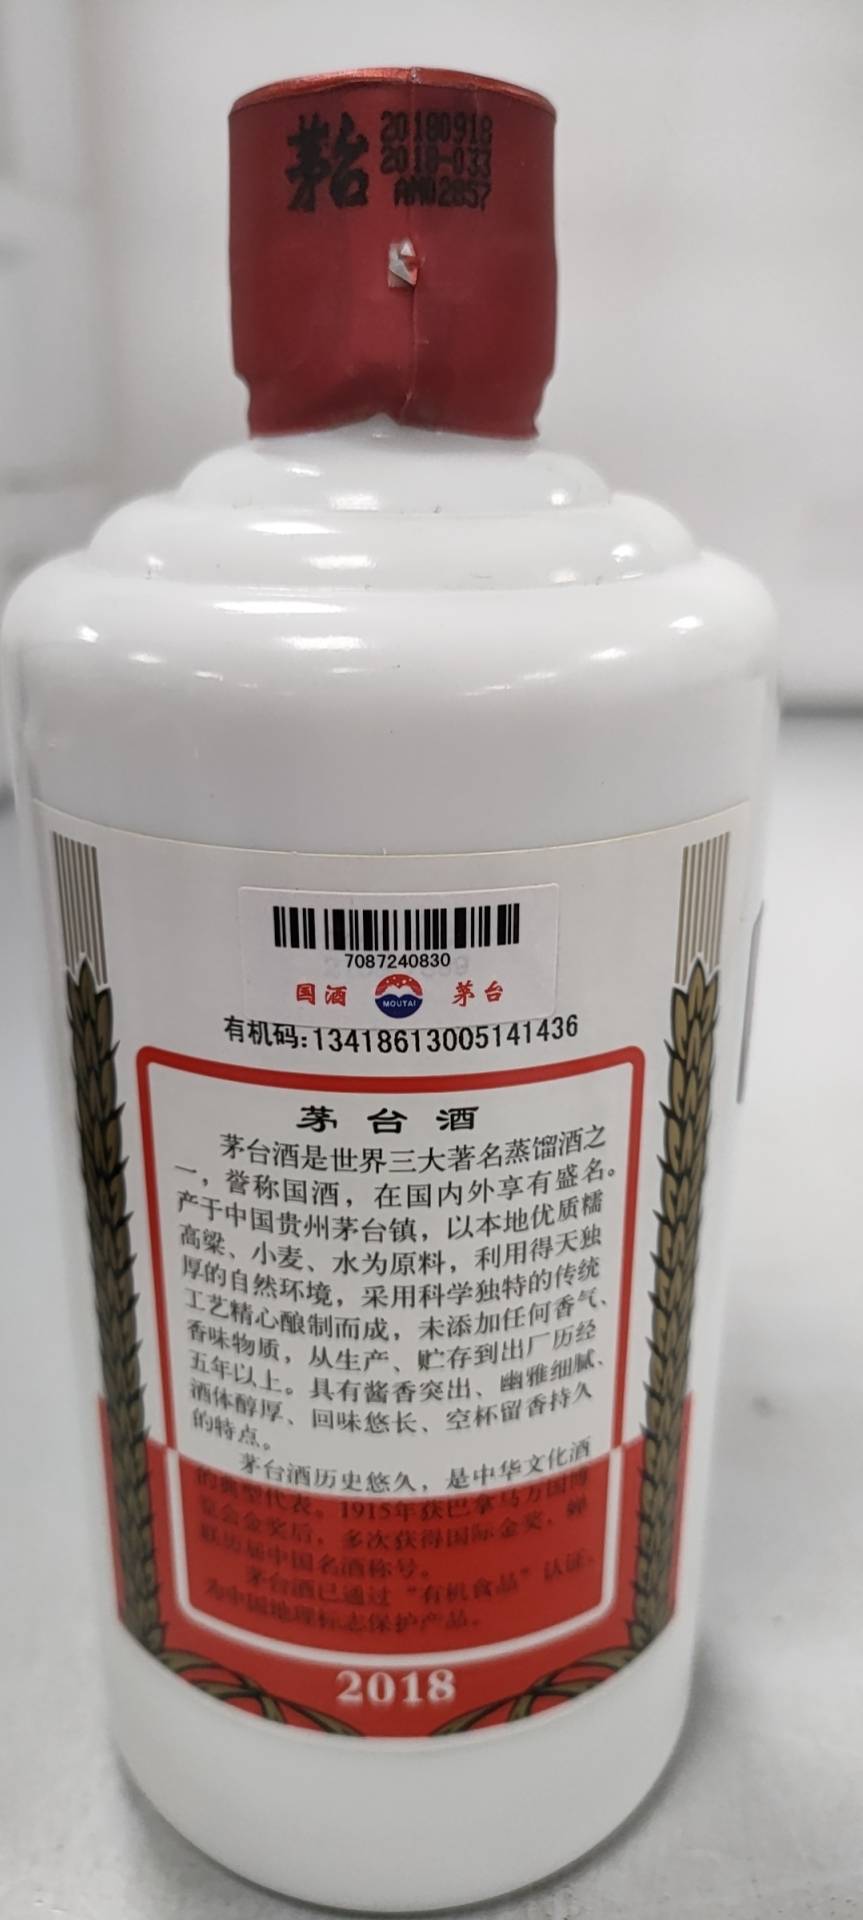 茅台
20180918
2018-033
7087240830
国酒
MOUTAI
茅台
有机码:13418613005141436
茅台酒
茅台酒是世界三大著名蒸馏酒之
一，誉称国酒，在国内外享有盛名。
产于中国贵州茅台镇，以本地优质糯
高粱、小麦、水为原料，利用得天独
厚的自然环境，采用科学独特的传统
工艺精心酿制而成，未添加任何香气、
香味物质，从生产、贮存到出厂历经
五年以上。具有酱香突出、幽雅细腻、
酒体醇厚、回味悠长、空杯留香持久
的特点。
茅台酒历史悠久，是中华文化酒
的典型代表。1915年获巴拿马万国博
览会金奖后，多次获得国际金奖，蝉
联历届中国名酒称号。
茅台酒已通过“有机食品”认证，
为中国地理标志保护产品。
2018